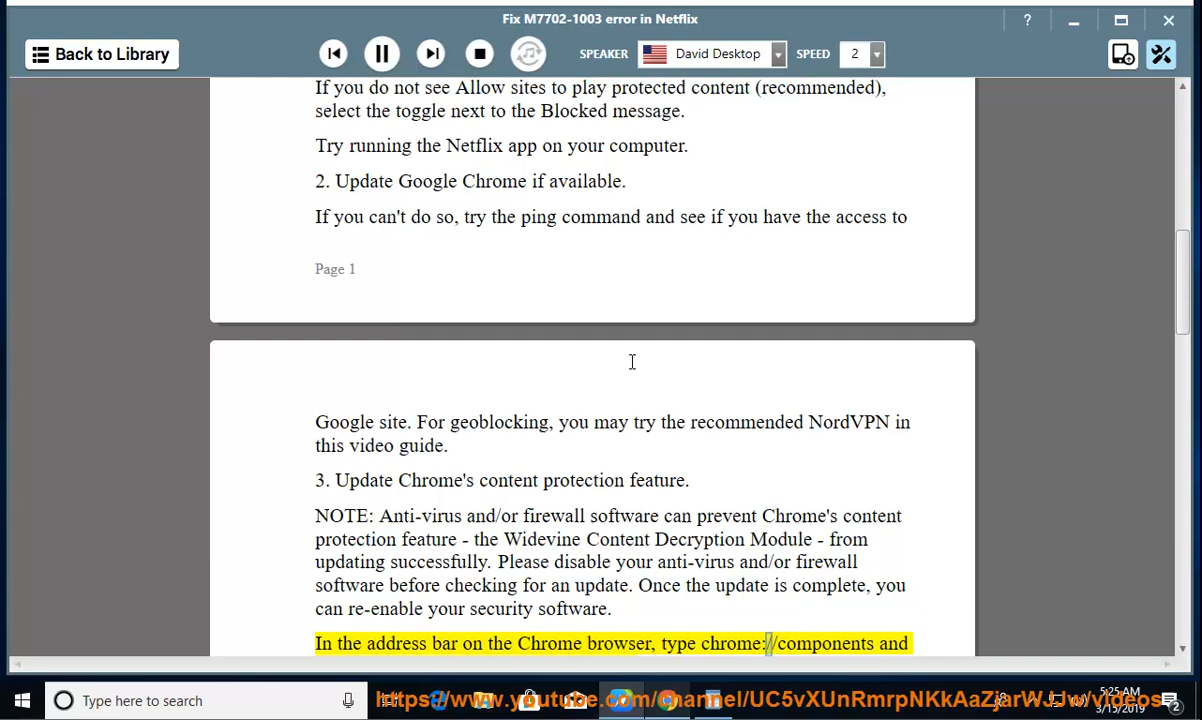 Fix M7702-1003 error in Netflix
?
Back to Library
SPEAKER
David Desktop
SPEED
2
If you do not see Allow sites to play protected content (recommended),
select the toggle next to the Blocked message.
Try running the Netflix app on your computer.
2. Update Google Chrome if available.
If you can't do so, try the ping command and see if you have the access to
Page 1
Google site. For geoblocking, you may try the recommended NordVPN in
this video guide.
3. Update Chrome's content protection feature.
NOTE: Anti-virus and/or firewall software can prevent Chrome's content
protection feature - the Widevine Content Decryption Module - from
updating successfully. Please disable your anti-virus and/or firewall
software before checking for an update. Once the update is complete, you
can re-enable your security software.
In the address bar on the Chrome browser, type chrome://components and
Type here to search
https://www.youtube.com/channel/UC5vXUnRmrpNKkAaZjarWJww/videos
5:25 AM
3/15/2019
2